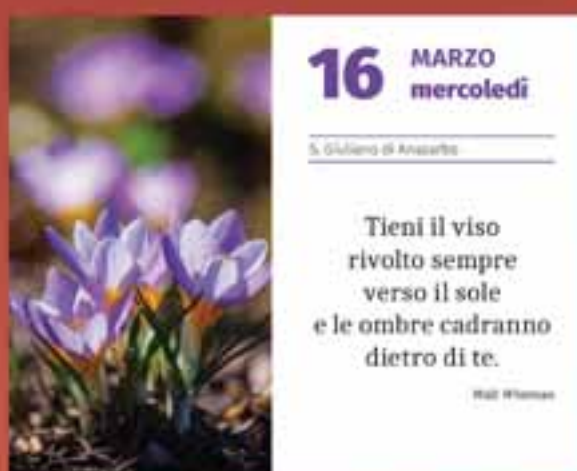 16 MARZO
mercoledì
S. Giuliano di Anazarbo
Tieni il viso
rivolto sempre
verso il sole
e le ombre cadranno
dietro di te.
Walt Whitman